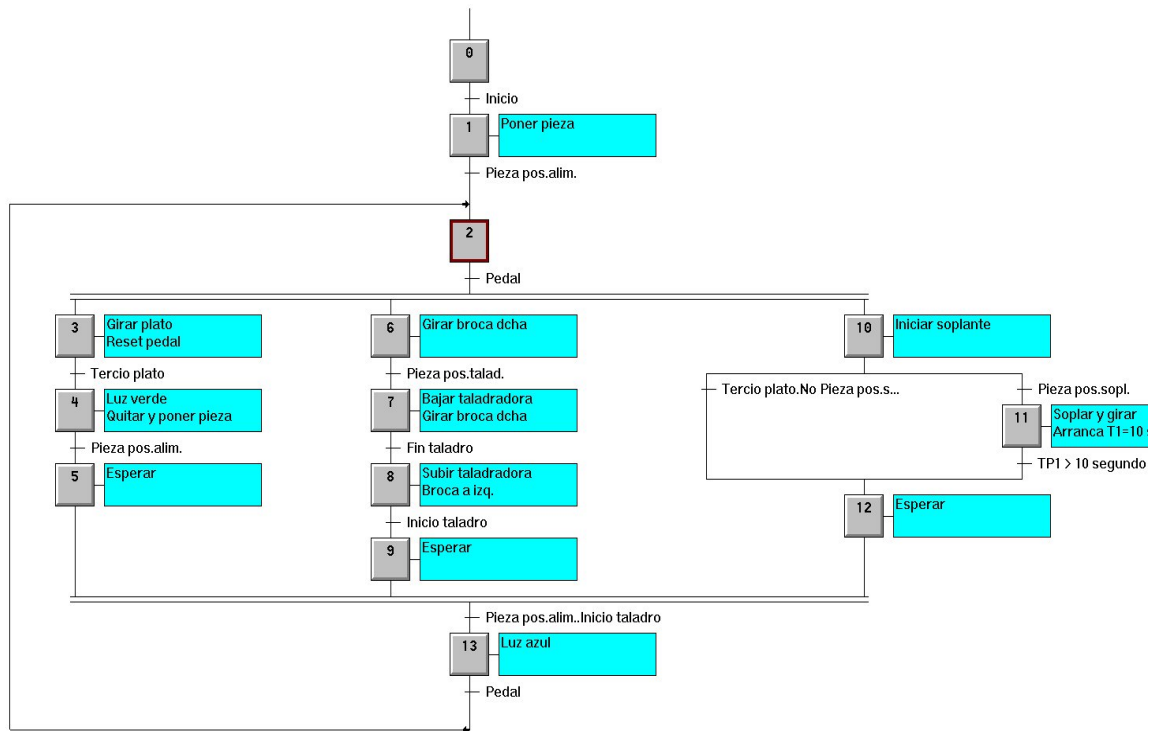 0
Inicio
1
Poner pieza
Pieza pos.alim.
2
Pedal
3
Girar plato
Reset pedal
6
Girar broca dcha
10
Iniciar soplante
Tercio plato
Pieza pos.talad.
Tercio plato.No Pieza pos.s...
Pieza pos.sopl.
4
Luz verde
Quitar y poner pieza
7
Bajar taladradora
Girar broca dcha
11
Soplar y girar
Arranca T1=10 s
Pieza pos.alim.
Fin taladro
TP1 > 10 segundo
5
Esperar
8
Subir taladradora
Broca a izq.
12
Esperar
Inicio taladro
9
Esperar
Pieza pos.alim..Inicio taladro
13
Luz azul
Pedal